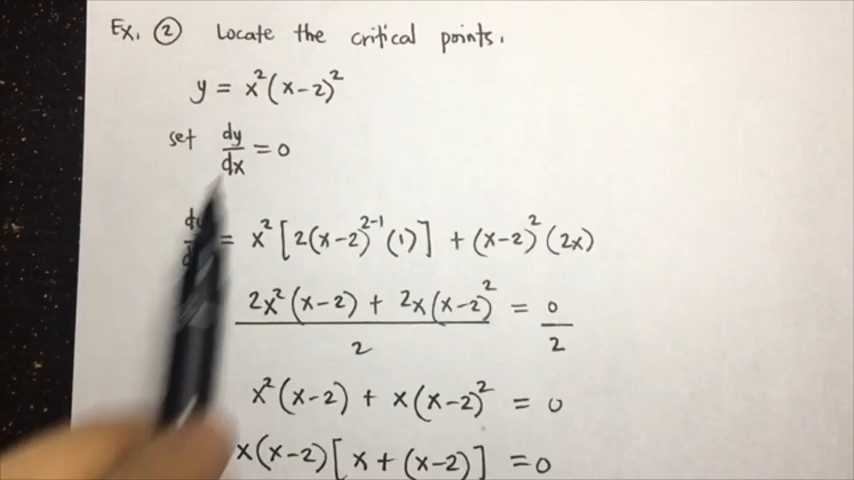 Ex. ② Locate the critical points.
y = x²(x-2)²
set dy/dx = 0
= x²[2(x-2)²⁻¹(1)] + (x-2)²(2x)
2x²(x-2) + 2x(x-2)² / 2 = 0/2
x²(x-2) + x(x-2)² = 0
x(x-2)[x+(x-2)] = 0